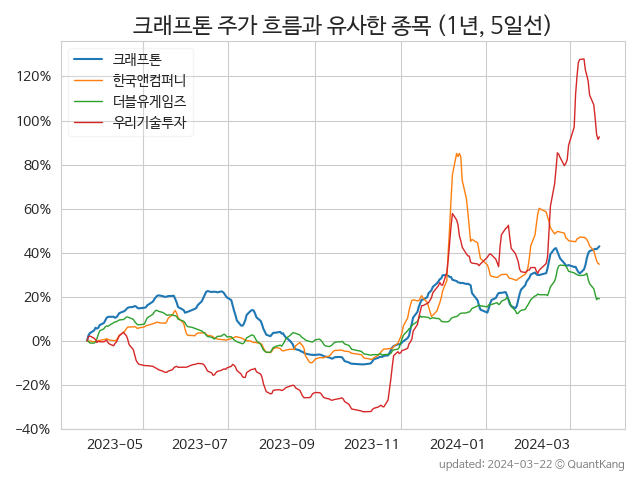 크래프톤 주가 흐름과 유사한 종목 (1년, 5일선)
크래프톤
한국앤컴퍼니
더블유게임즈
우리기술투자
120%
100%
80%
60%
40%
20%
0%
−20%
−40%
2023−05 2023−07 2023−09 2023−11 2024−01 2024−03
updated: 2024-03-22 © QuantKang